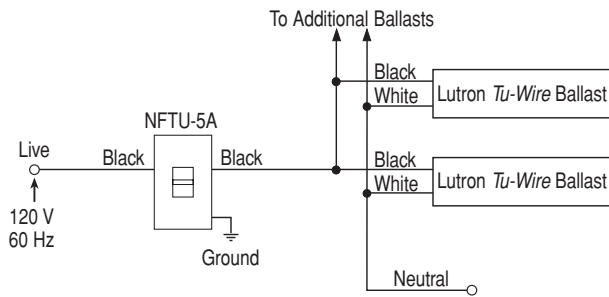 To Additional Ballasts
Black
White
Lutron Tu-Wire Ballast
NFTU-5A
Live
Black
Black
Black
White
Lutron Tu-Wire Ballast
120 V
60 Hz
Ground
Neutral